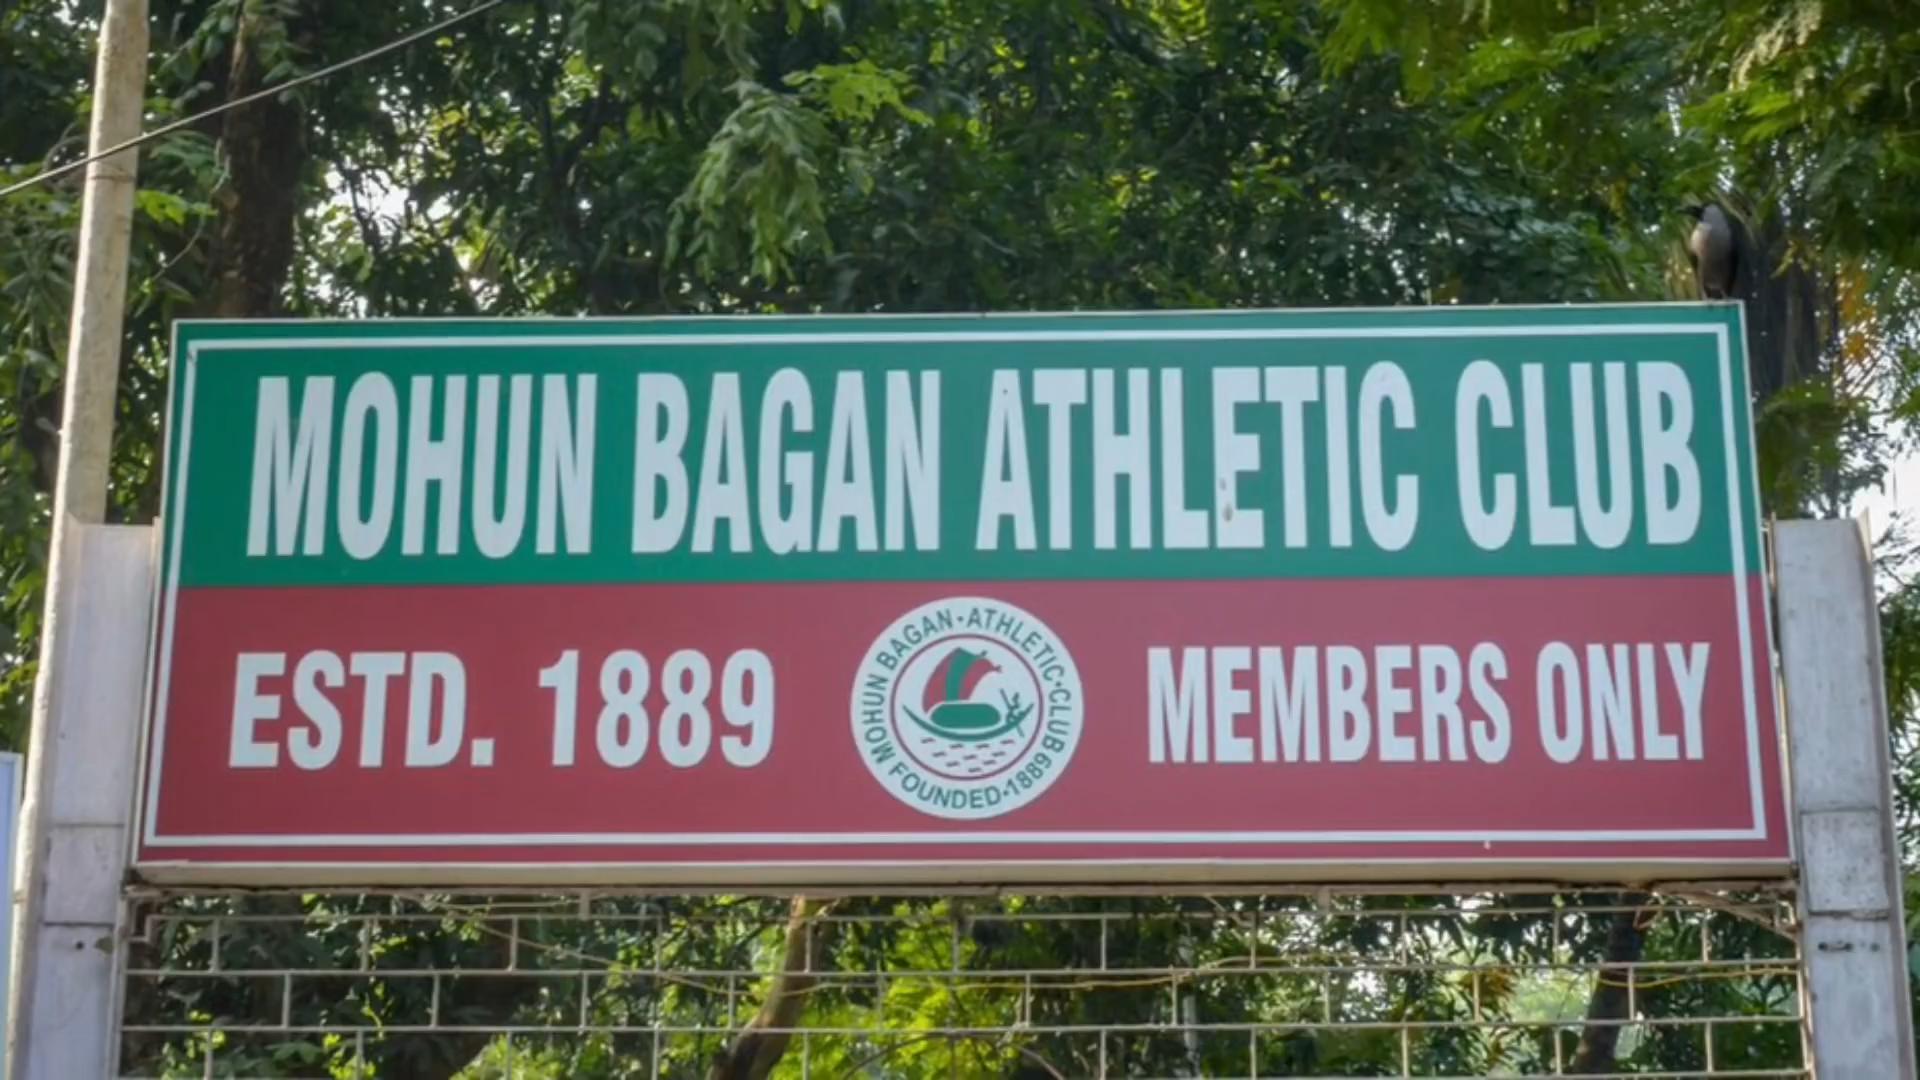 MOHUN BAGAN ATHLETIC CLUB
ESTD. 1889
MOHUN BAGAN·ATHLETIC·CLUB
FOUNDED·1889
MEMBERS ONLY